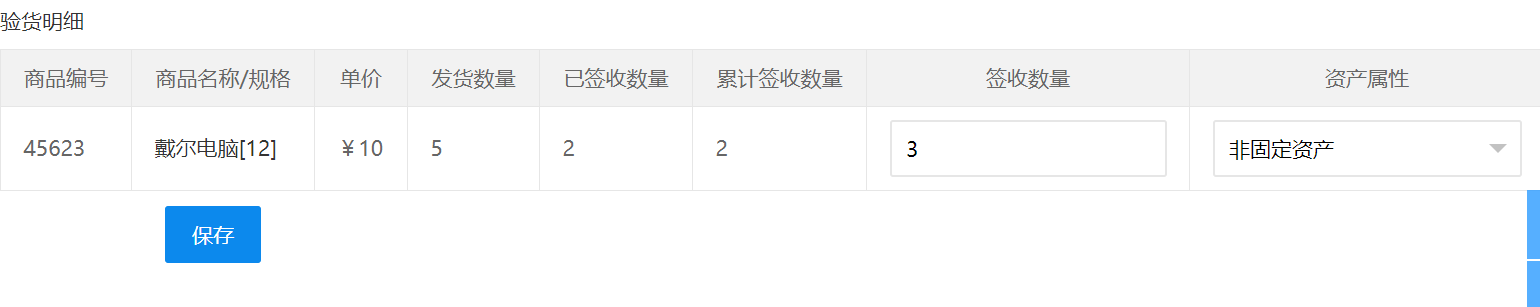 验货明细
商品编号 商品名称/规格 单价 发货数量 已签收数量 累计签收数量 签收数量 资产属性
45623 戴尔电脑[12] ￥10 5 2 2 3 非固定资产
保存